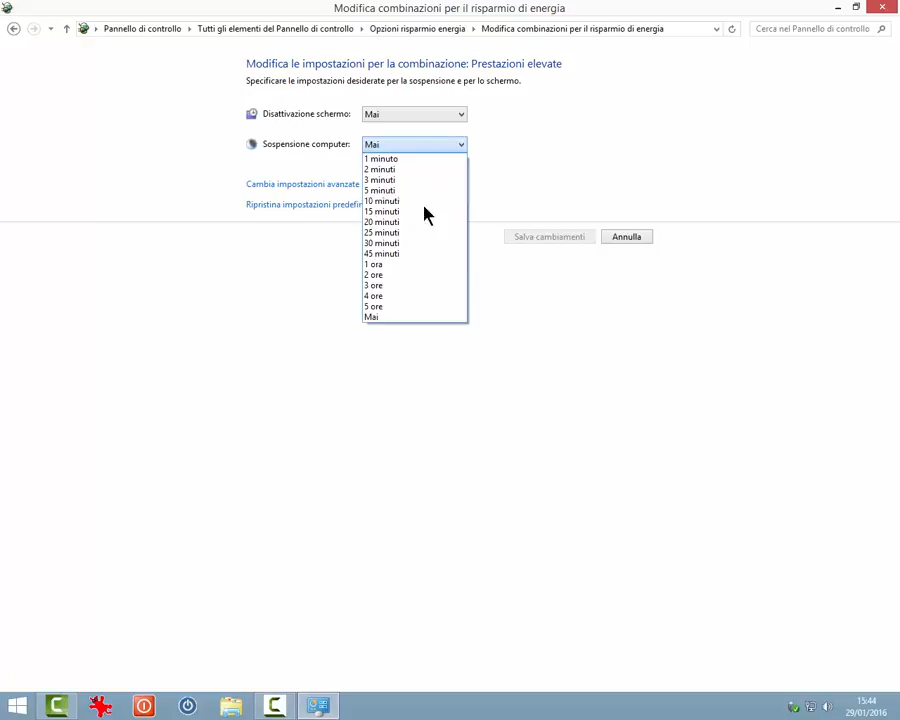 Modifica combinazioni per il risparmio di energia
Pannello di controllo Tutti gli elementi del Pannello di controllo Opzioni risparmio energia Modifica combinazioni per il risparmio di energia Cerca nel Pannello di controllo
Modifica le impostazioni per la combinazione: Prestazioni elevate
Specificare le impostazioni desiderate per la sospensione e per lo schermo.
Disattivazione schermo: Mai
Sospensione computer: Mai
1 minuto
2 minuti
3 minuti
5 minuti
10 minuti
15 minuti
20 minuti
25 minuti
30 minuti
45 minuti
1 ora
2 ore
3 ore
4 ore
5 ore
Mai
Cambia impostazioni avanzate
Ripristina impostazioni predefin
Salva cambiamenti Annulla
15:44
29/01/2016